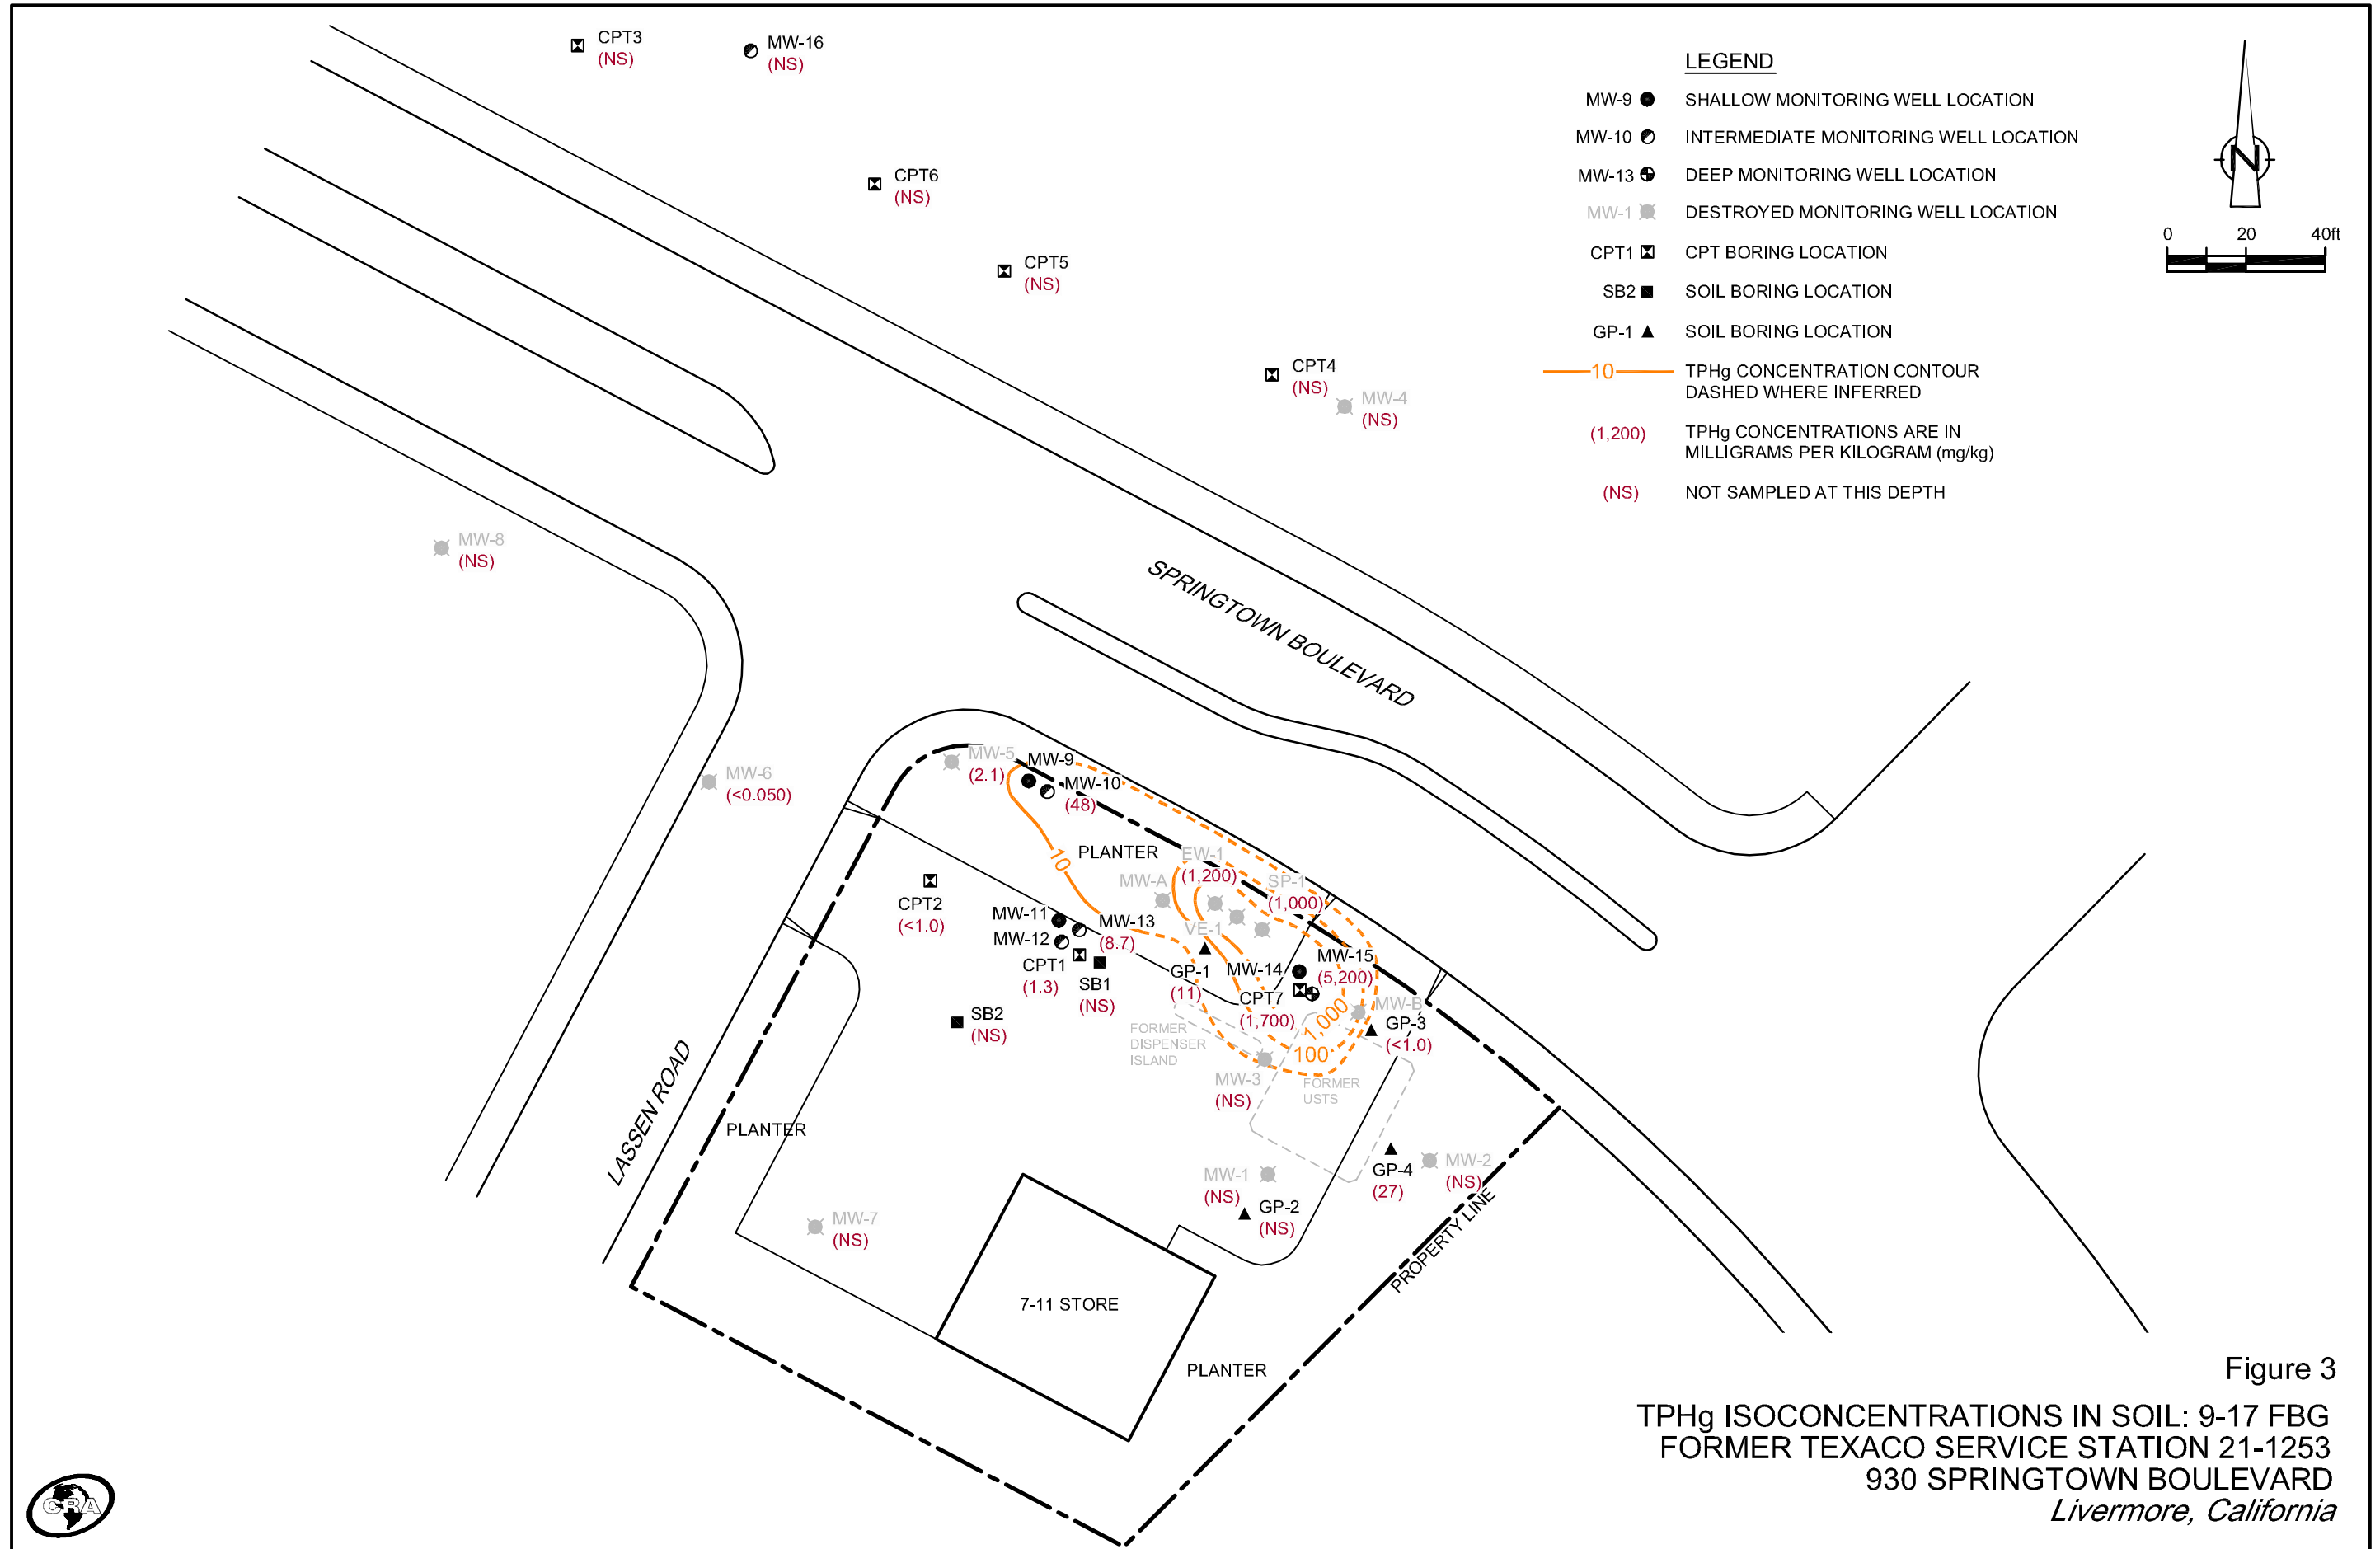 CPT3
(NS)
MW-16
(NS)
CPT6
(NS)
CPT5
(NS)
CPT4
(NS)
MW-4
(NS)
LEGEND
MW-9 SHALLOW MONITORING WELL LOCATION
MW-10 INTERMEDIATE MONITORING WELL LOCATION
MW-13 DEEP MONITORING WELL LOCATION
MW-1 DESTROYED MONITORING WELL LOCATION
CPT1 CPT BORING LOCATION
SB2 SOIL BORING LOCATION
GP-1 SOIL BORING LOCATION
10 TPHg CONCENTRATION CONTOUR
DASHED WHERE INFERRED
(1,200) TPHg CONCENTRATIONS ARE IN
MILLIGRAMS PER KILOGRAM (mg/kg)
(NS) NOT SAMPLED AT THIS DEPTH
N
0 20 40ft
MW-8
(NS)
SPRINGTOWN BOULEVARD
MW-6
(<0.050)
MW-5
(2.1)
MW-9
MW-10
(48)
10
PLANTER
EW-1
(1,200)
MW-A
SP-1
(1,000)
VE-1
CPT2
(<1.0)
MW-11
MW-12
MW-13
(8.7)
CPT1
(1.3)
SB1
(NS)
SB2
(NS)
GP-1
(11)
MW-14
MW-15
(5,200)
CPT7
(1,700)
1,000
100
MW-B
GP-3
(<1.0)
FORMER
DISPENSER
ISLAND
MW-3
(NS)
FORMER
USTS
LASSEN ROAD
PLANTER
MW-1
(NS)
GP-2
(NS)
GP-4
(27)
MW-2
(NS)
PROPERTY LINE
MW-7
(NS)
7-11 STORE
PLANTER
Figure 3
TPHg ISOCONCENTRATIONS IN SOIL: 9-17 FBG
FORMER TEXACO SERVICE STATION 21-1253
930 SPRINGTOWN BOULEVARD
Livermore, California
CRA